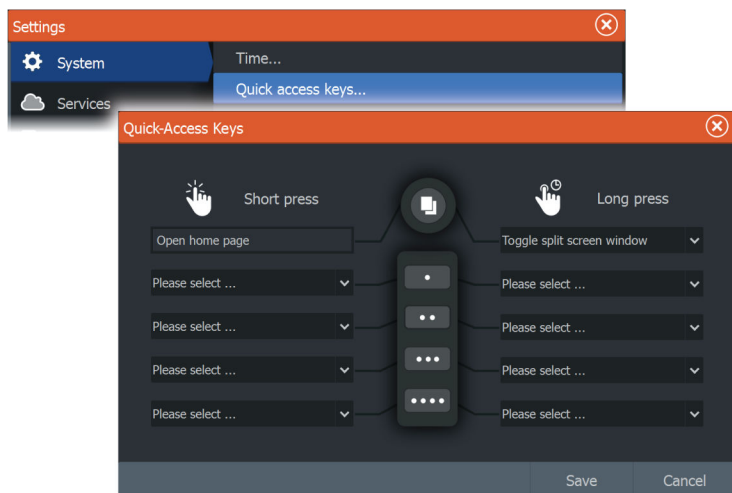 Settings
System
Time...
Quick access keys...
Services
Quick-Access Keys
Short press
Long press
Open home page
Toggle split screen window
Please select ...
Please select ...
Please select ...
Please select ...
Please select ...
Please select ...
Please select ...
Please select ...
Save
Cancel